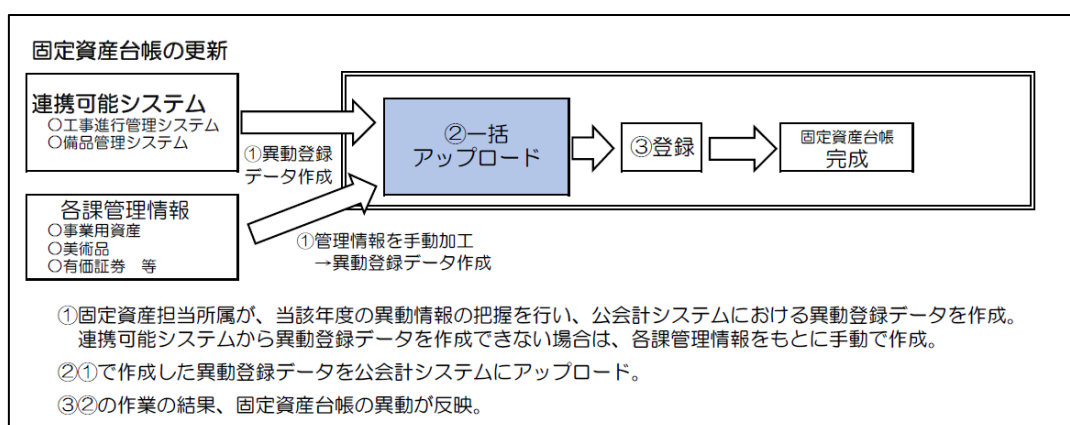 固定資産台帳の更新
連携可能システム
○工事進行管理システム
○備品管理システム
①異動登録
データ作成
②一括
アップロード
③登録
固定資産台帳
完成
各課管理情報
○事業用資産
○美術品
○有価証券　等
①管理情報を手動加工
→異動登録データ作成
①固定資産担当所属が、当該年度の異動情報の把握を行い、公会計システムにおける異動登録データを作成。
連携可能システムから異動登録データを作成できない場合は、各課管理情報をもとに手動で作成。
②①で作成した異動登録データを公会計システムにアップロード。
③②の作業の結果、固定資産台帳の異動が反映。